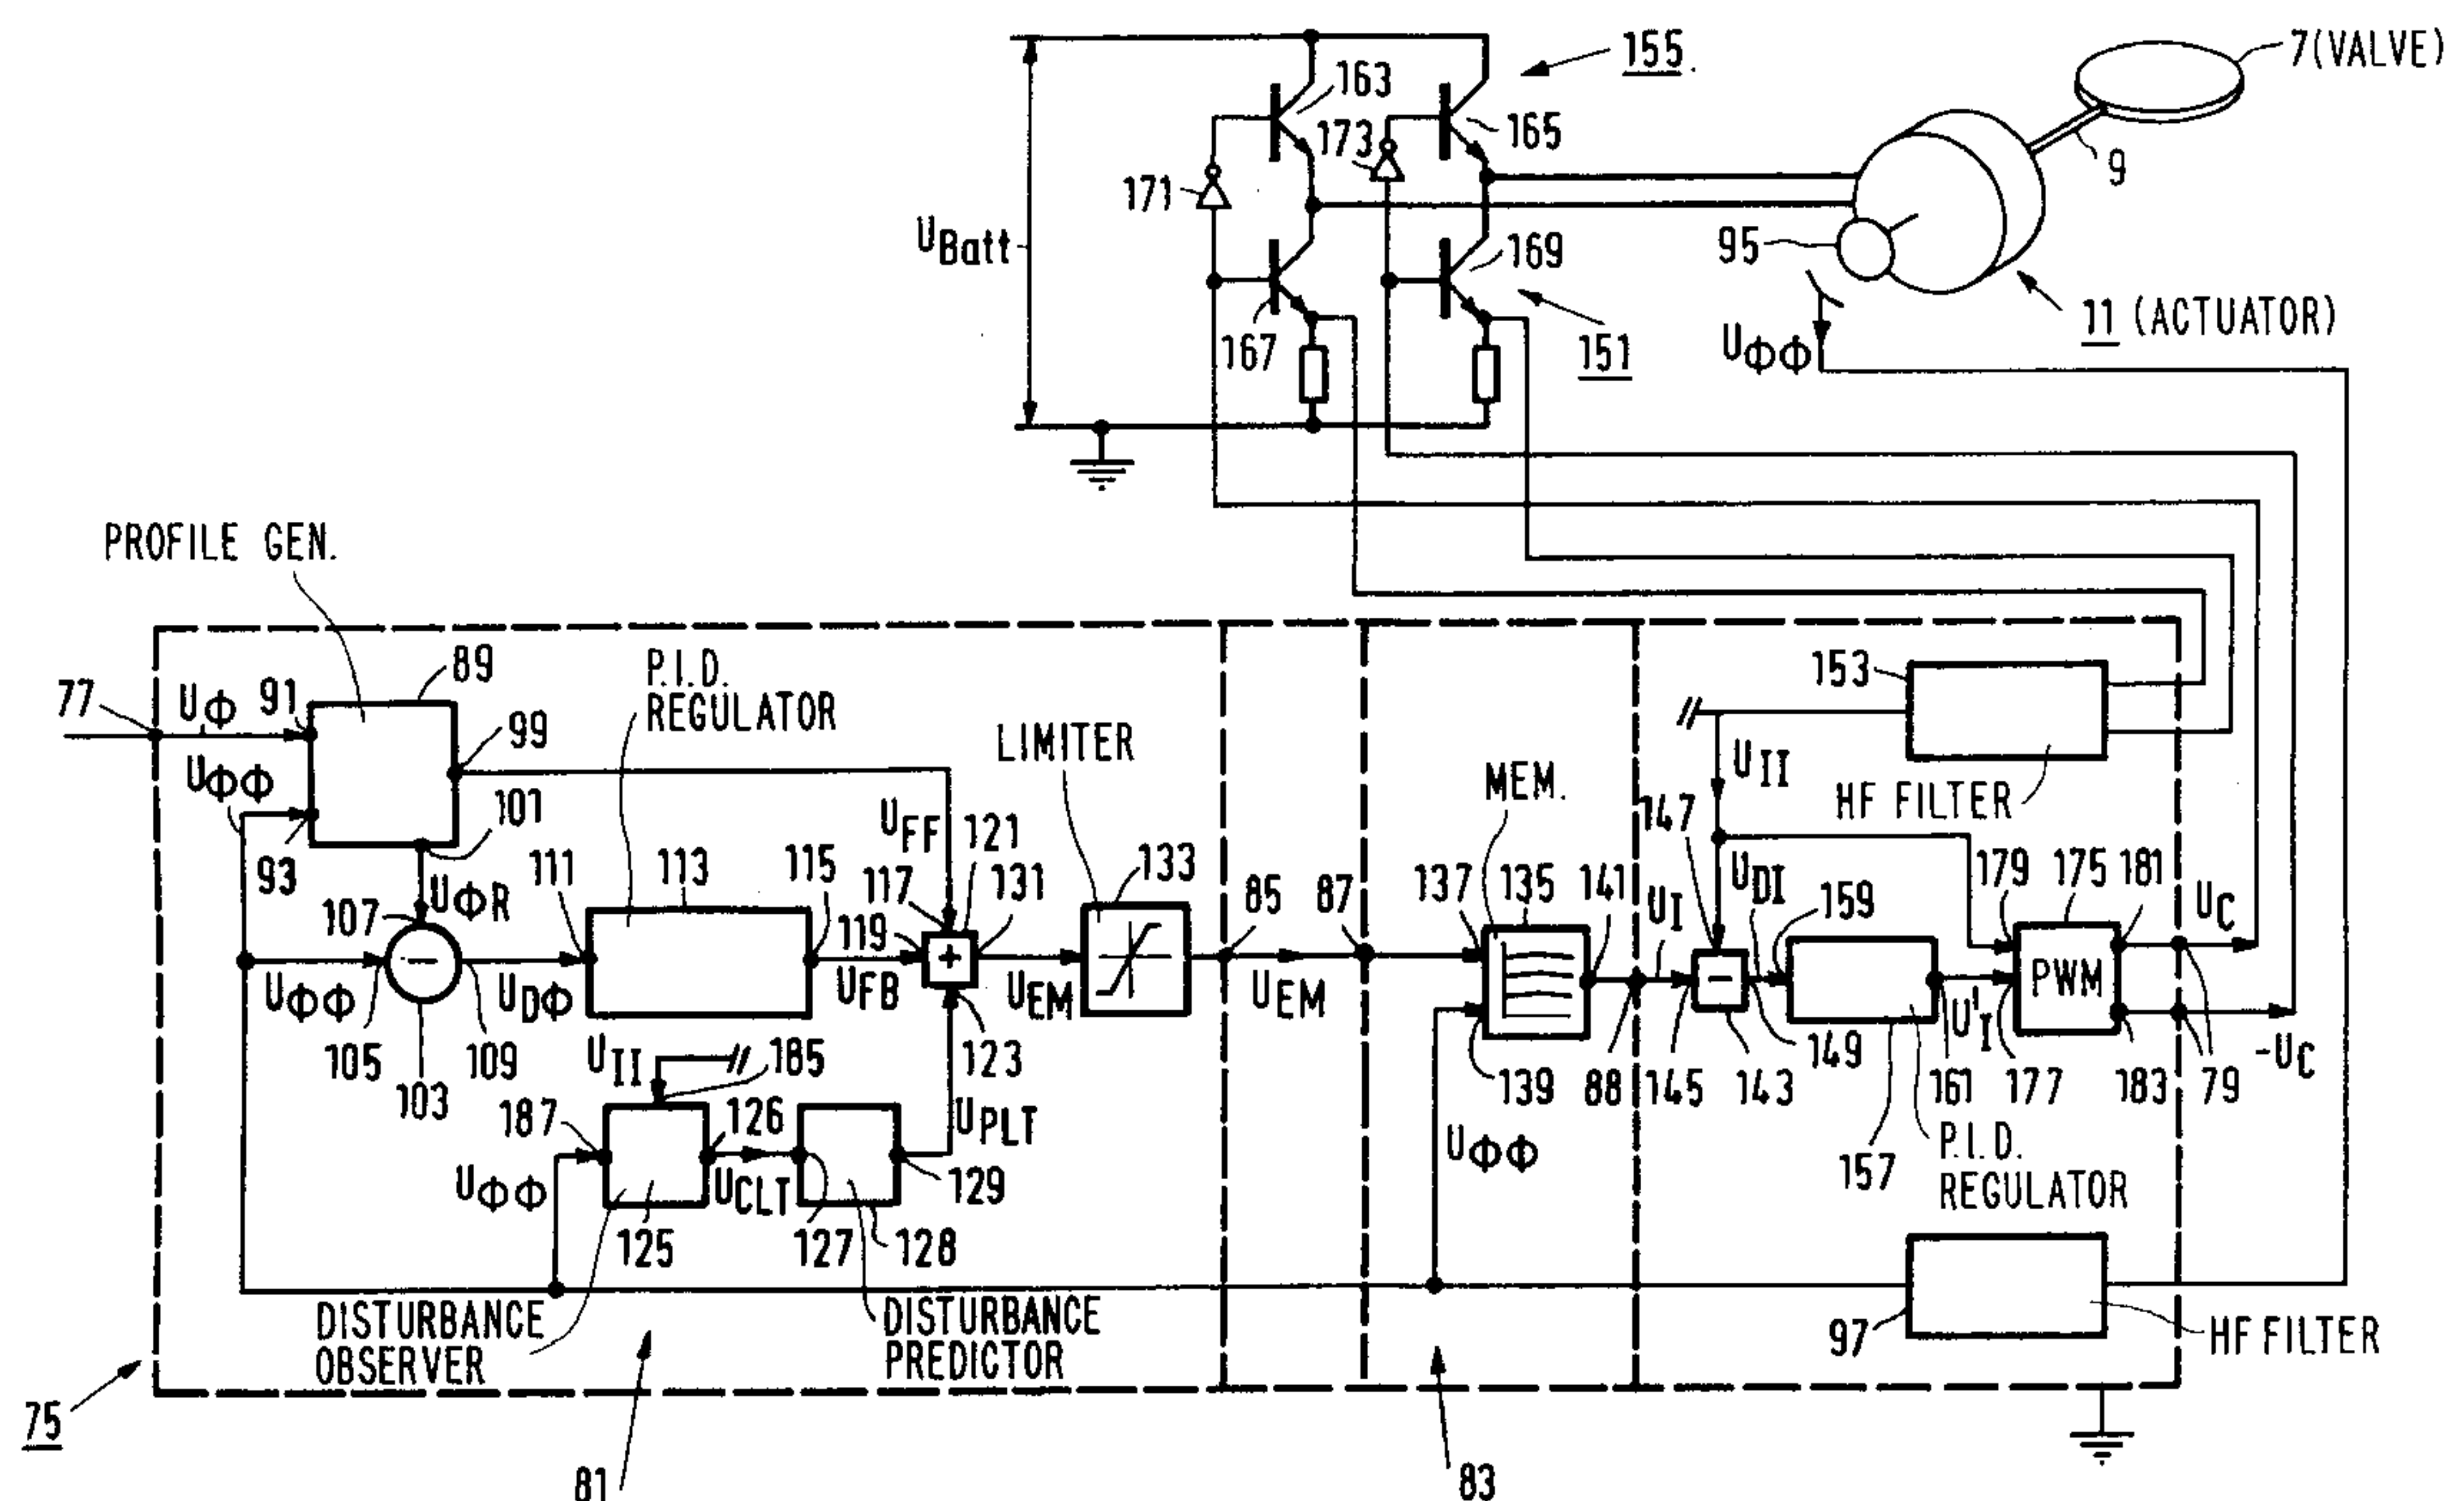 155.
7(VALVE)
163
165
173
171
9
U Batt
95
169
167
151
11 (ACTUATOR)
UΦΦ
PROFILE GEN.
89
P.I.D.
REGULATOR
153
77
UΦ
91
99
LIMITER
UΦΦ
UII
MEM.
HF FILTER
101
UFF
121
147
93
111
113
115
117
131
133
UΦR
107
85
87
137
135
141
UI
UDI
159
179
175
181
UC
119
+
-
-
PWM
UΦΦ
UDΦ
UFB
UEM
UEM
U'I
105
109
103
UII
185
123
139
88
145
143
149
161
177
183
79
-UC
187
126
UPLT
UΦΦ
157
P.I.D.
REGULATOR
UΦΦ
UCLT
129
125
127
128
DISTURBANCE
OBSERVER
DISTURBANCE
PREDICTOR
97
HF FILTER
75
81
83